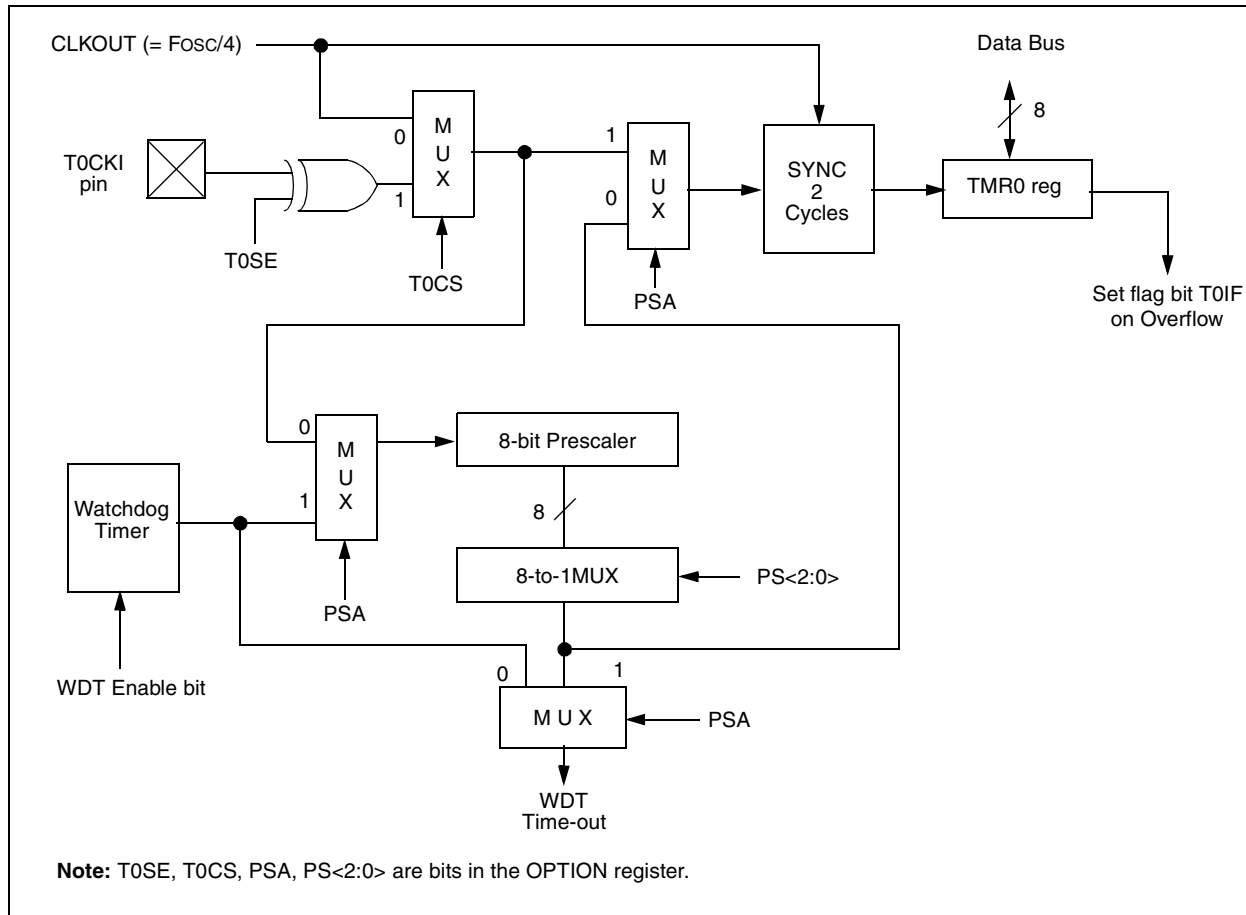 CLKOUT (= FOSC/4)
Data Bus
8
T0CKI
pin
T0SE
0
1
M
U
X
T0CS
1
0
M
U
X
PSA
SYNC
2
Cycles
TMR0 reg
Set flag bit T0IF
on Overflow
0
1
M
U
X
PSA
8-bit Prescaler
8
8-to-1MUX
PS<2:0>
Watchdog
Timer
WDT Enable bit
0
1
M U X
PSA
WDT
Time-out
Note: T0SE, T0CS, PSA, PS<2:0> are bits in the OPTION register.